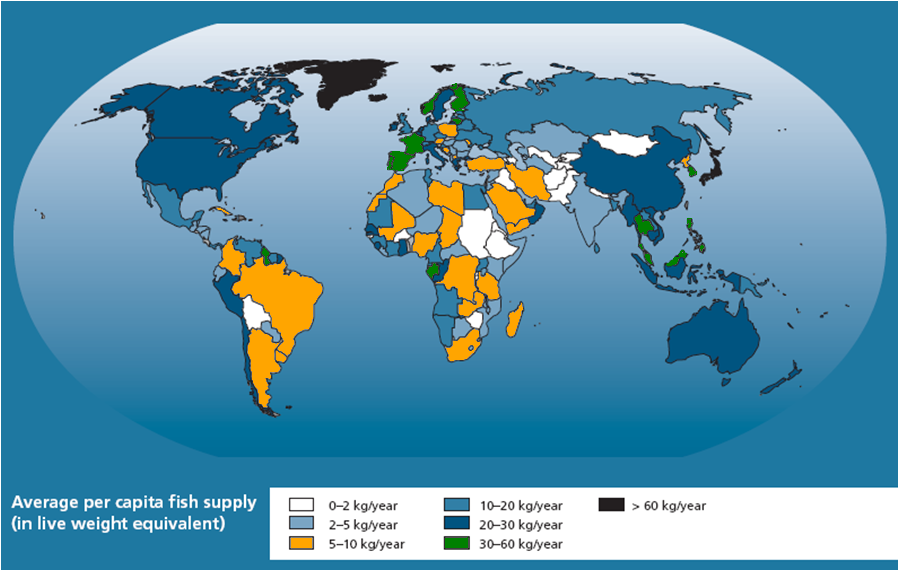 Average per capita fish supply
(in live weight equivalent)
0–2 kg/year
2–5 kg/year
5–10 kg/year
10–20 kg/year
20–30 kg/year
30–60 kg/year
> 60 kg/year